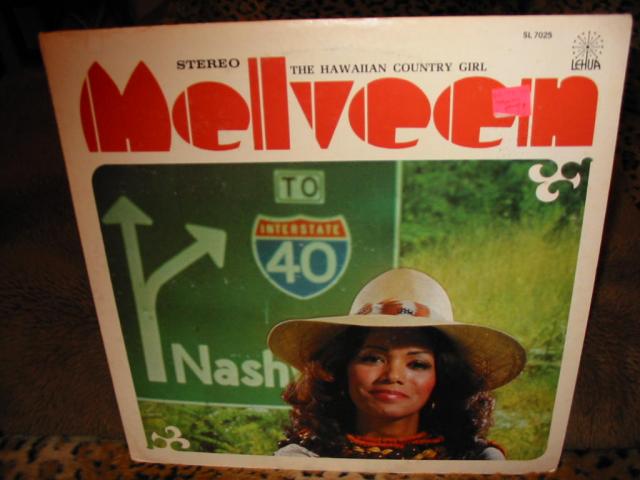 SL 7025
LEHUA
STEREO THE HAWAIIAN COUNTRY GIRL
Melveen
TO
INTERSTATE
40
Nash